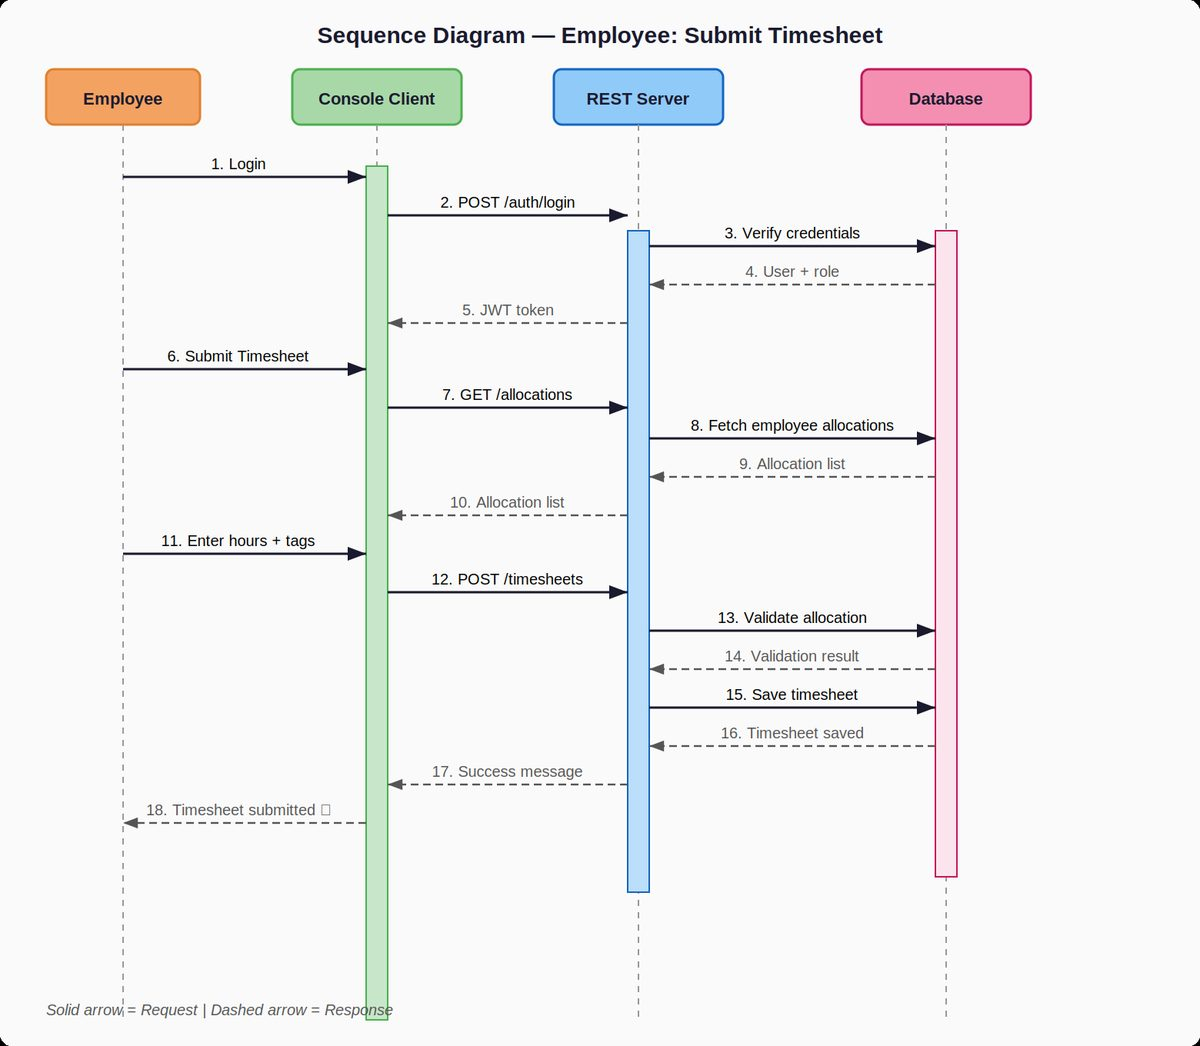 Sequence Diagram — Employee: Submit Timesheet
Employee
Console Client
REST Server
Database
1. Login
2. POST /auth/login
3. Verify credentials
4. User + role
5. JWT token
6. Submit Timesheet
7. GET /allocations
8. Fetch employee allocations
9. Allocation list
10. Allocation list
11. Enter hours + tags
12. POST /timesheets
13. Validate allocation
14. Validation result
15. Save timesheet
16. Timesheet saved
17. Success message
18. Timesheet submitted
Solid arrow = Request | Dashed arrow = Response